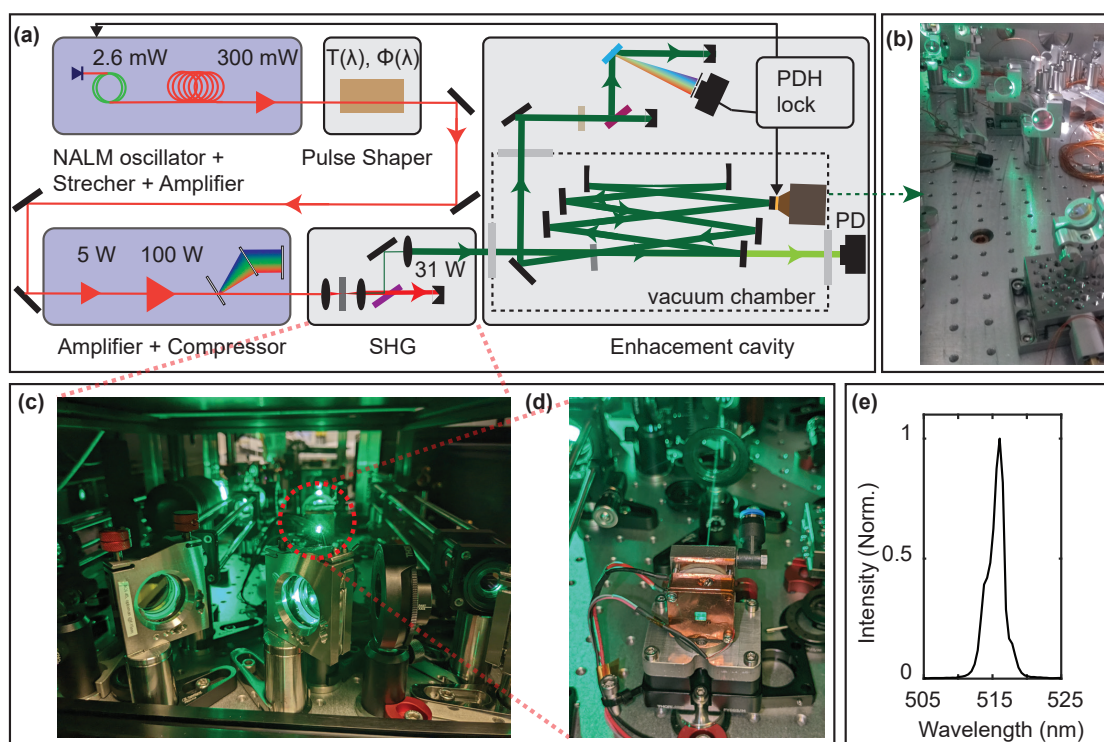 (a)
2.6 mW
300 mW
T(λ), Φ(λ)
NALM oscillator +
Strecher + Amplifier
Pulse Shaper
PDH
lock
PD
5 W
100 W
31 W
vacuum chamber
Amplifier + Compressor
SHG
Enhacement cavity
(b)
(c)
(d)
(e)
1
0.5
0
Intensity (Norm.)
505
515
525
Wavelength (nm)